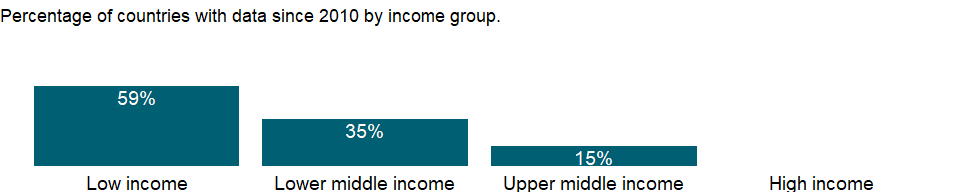 Percentage of countries with data since 2010 by income group.
59%
35%
15%
Low income
Lower middle income
Upper middle income
High income